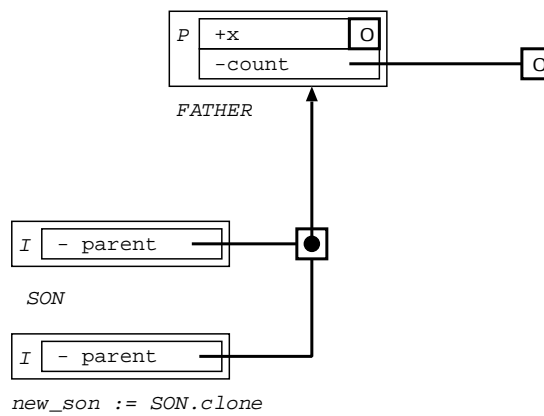 P +x O
-count O
FATHER
I - parent
SON
I - parent
new_son := SON.clone